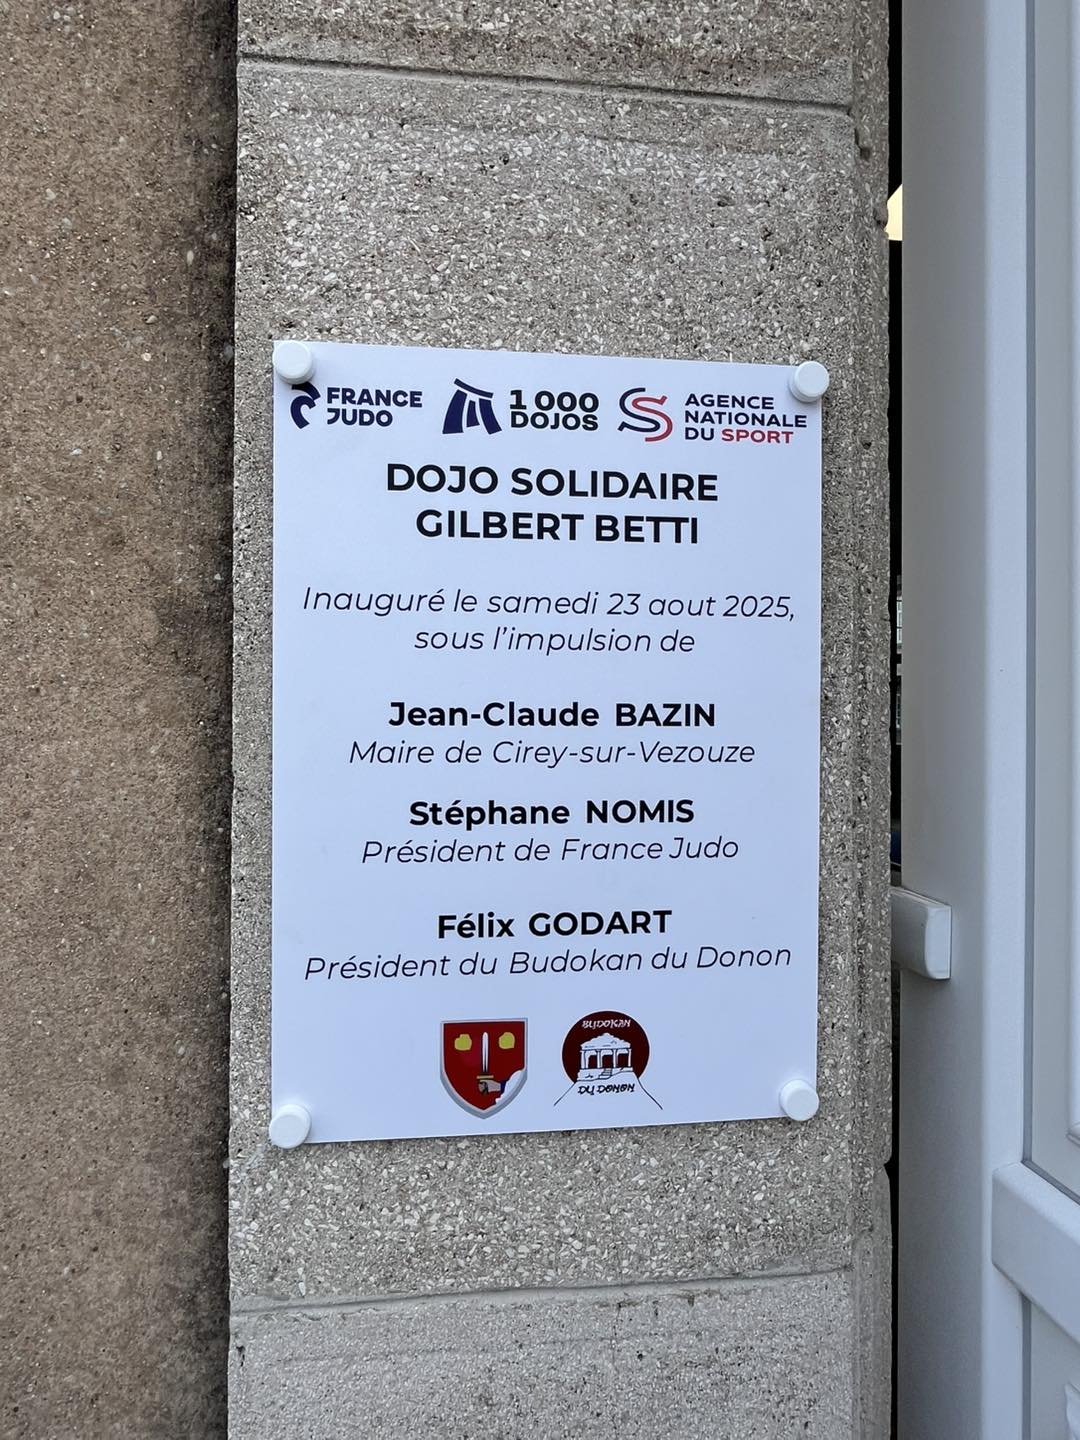 FRANCE
JUDO
1 000
DOJOS
AGENCE
NATIONALE
DU SPORT
DOJO SOLIDAIRE
GILBERT BETTI
Inauguré le samedi 23 aout 2025,
sous l'impulsion de
Jean-Claude BAZIN
Maire de Cirey-sur-Vezouze
Stéphane NOMIS
Président de France Judo
Félix GODART
Président du Budokan du Donon
BUDOKAN
DU DONON